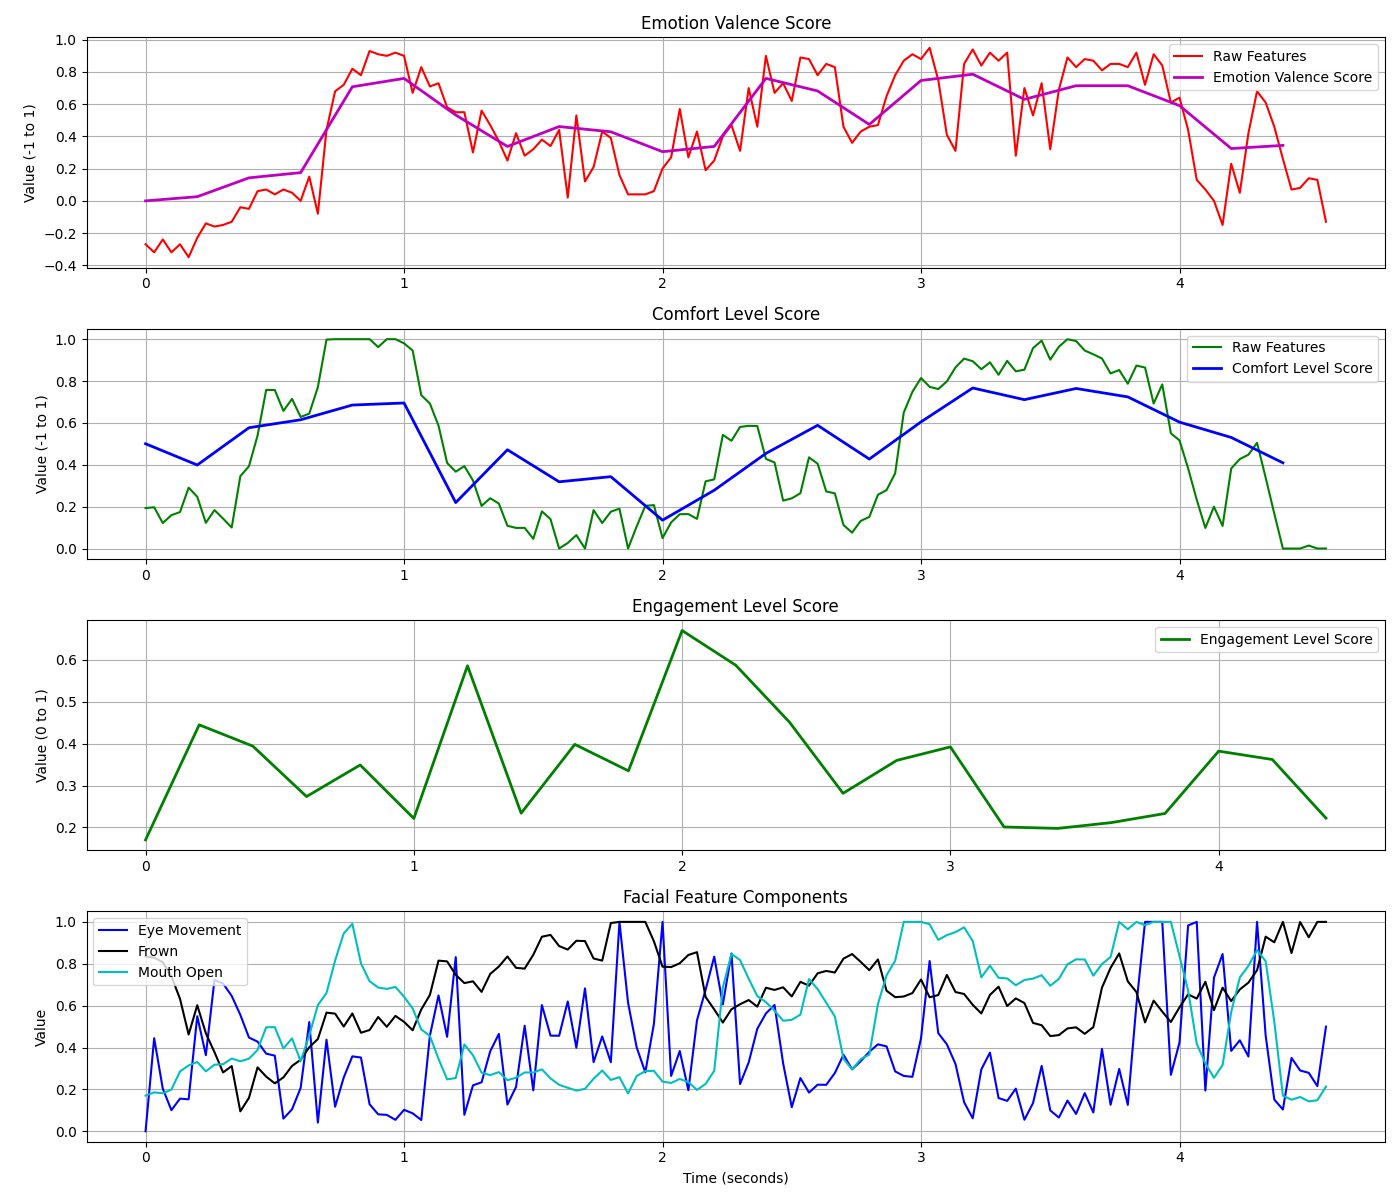 Emotion Valence Score
Value (-1 to 1)
1.0
0.8
0.6
0.4
0.2
0.0
−0.2
−0.4
Raw Features
Emotion Valence Score
0 1 2 3 4
Comfort Level Score
Value (-1 to 1)
1.0
0.8
0.6
0.4
0.2
0.0
Raw Features
Comfort Level Score
0 1 2 3 4
Engagement Level Score
Value (0 to 1)
0.6
0.5
0.4
0.3
0.2
Engagement Level Score
0 1 2 3 4
Facial Feature Components
Value
1.0
0.8
0.6
0.4
0.2
0.0
Eye Movement
Frown
Mouth Open
0 1 2 3 4
Time (seconds)